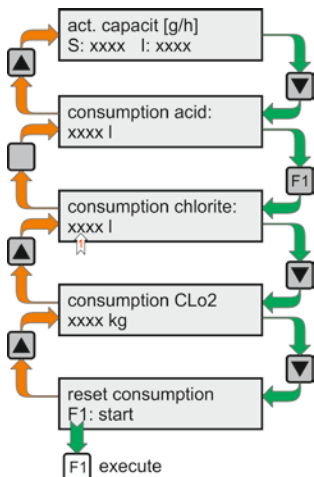 act. capacit [g/h]
S: xxxx I: xxxx
consumption acid:
xxxx l
F1
consumption chlorite:
xxxx l
1
consumption CLo2
xxxx kg
reset consumption
F1: start
F1 execute